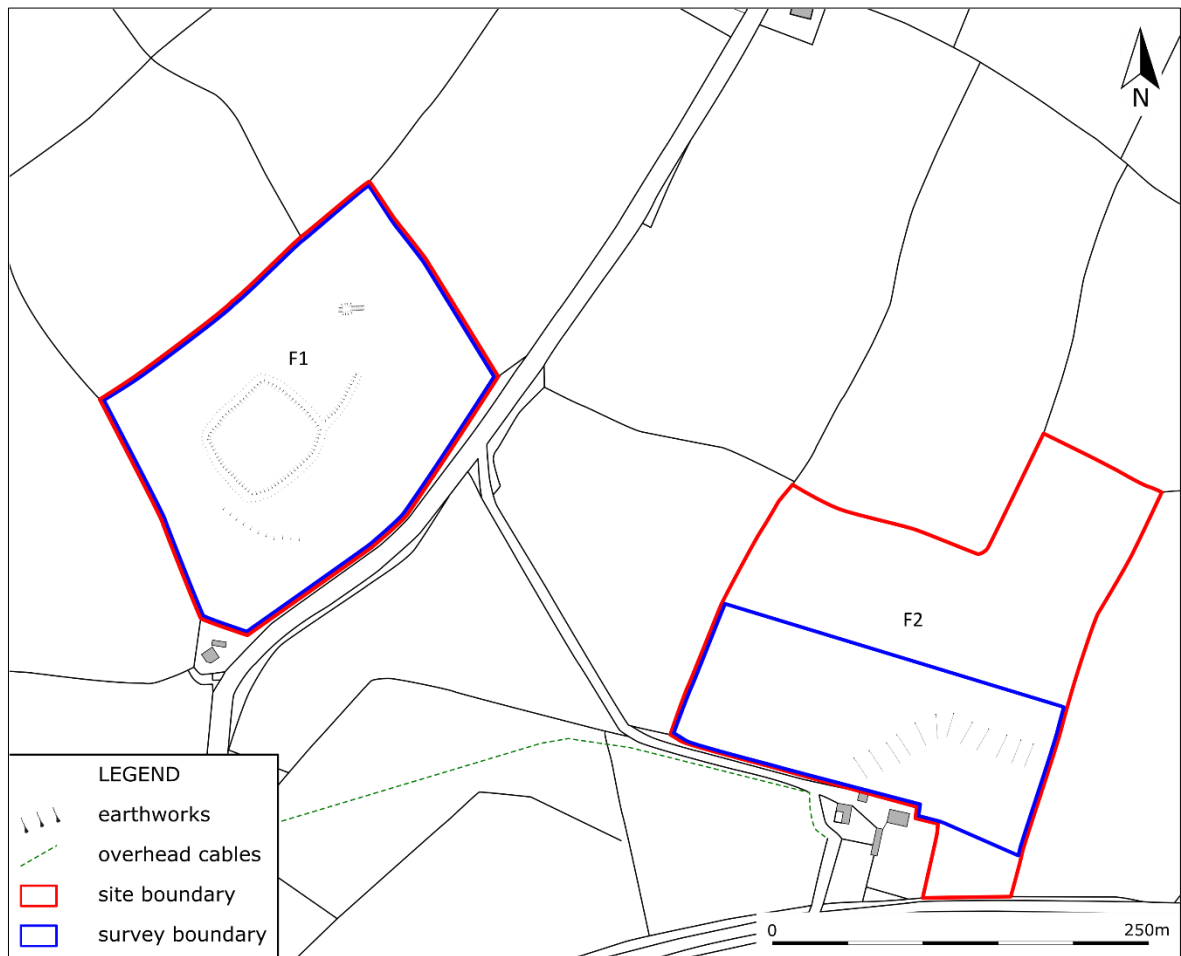 N
F1
F2
LEGEND
earthworks
overhead cables
site boundary
survey boundary
0 250m